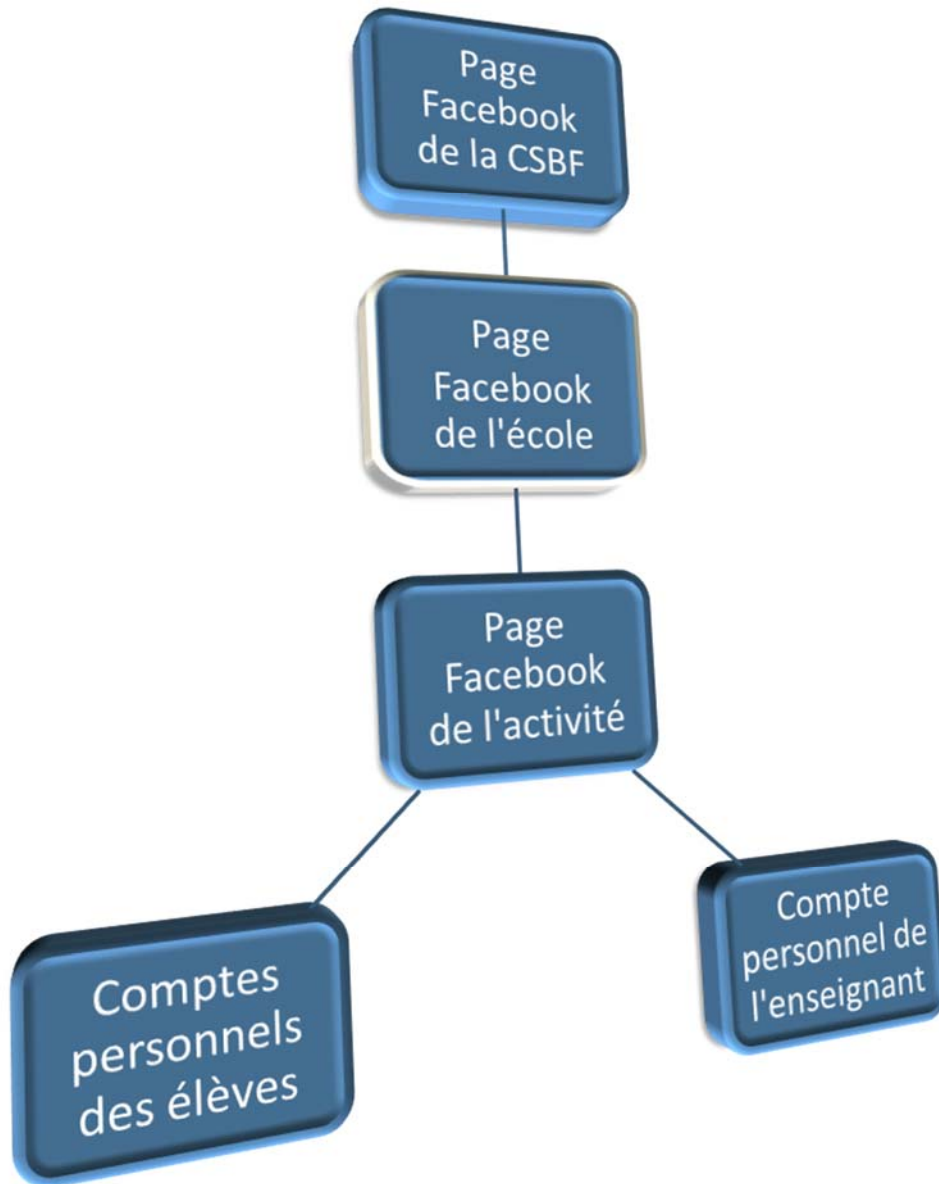 Page
Facebook
de la CSBF
Page
Facebook
de l'école
Page
Facebook
de l'activité
Comptes
personnels
des élèves
Compte
personnel de
l'enseignant